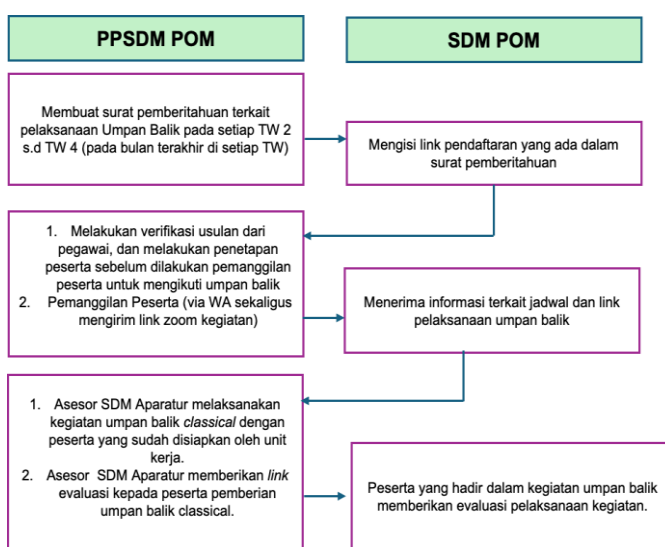 PPSDM POM
SDM POM
Membuat surat pemberitahuan terkait
pelaksanaan Umpan Balik pada setiap TW 2
s.d TW 4 (pada bulan terakhir di setiap TW)
Mengisi link pendaftaran yang ada dalam
surat pemberitahuan
1. Melakukan verifikasi usulan dari
pegawai, dan melakukan penetapan
peserta sebelum dilakukan pemanggilan
peserta untuk mengikuti umpan balik
2. Pemanggilan Peserta (via WA sekaligus
mengirim link zoom kegiatan)
Menerima informasi terkait jadwal dan link
pelaksanaan umpan balik
1. Asesor SDM Aparatur melaksanakan
kegiatan umpan balik classical dengan
peserta yang sudah disiapkan oleh unit
kerja.
2. Asesor SDM Aparatur memberikan link
evaluasi kepada peserta pemberian
umpan balik classical.
Peserta yang hadir dalam kegiatan umpan balik
memberikan evaluasi pelaksanaan kegiatan.